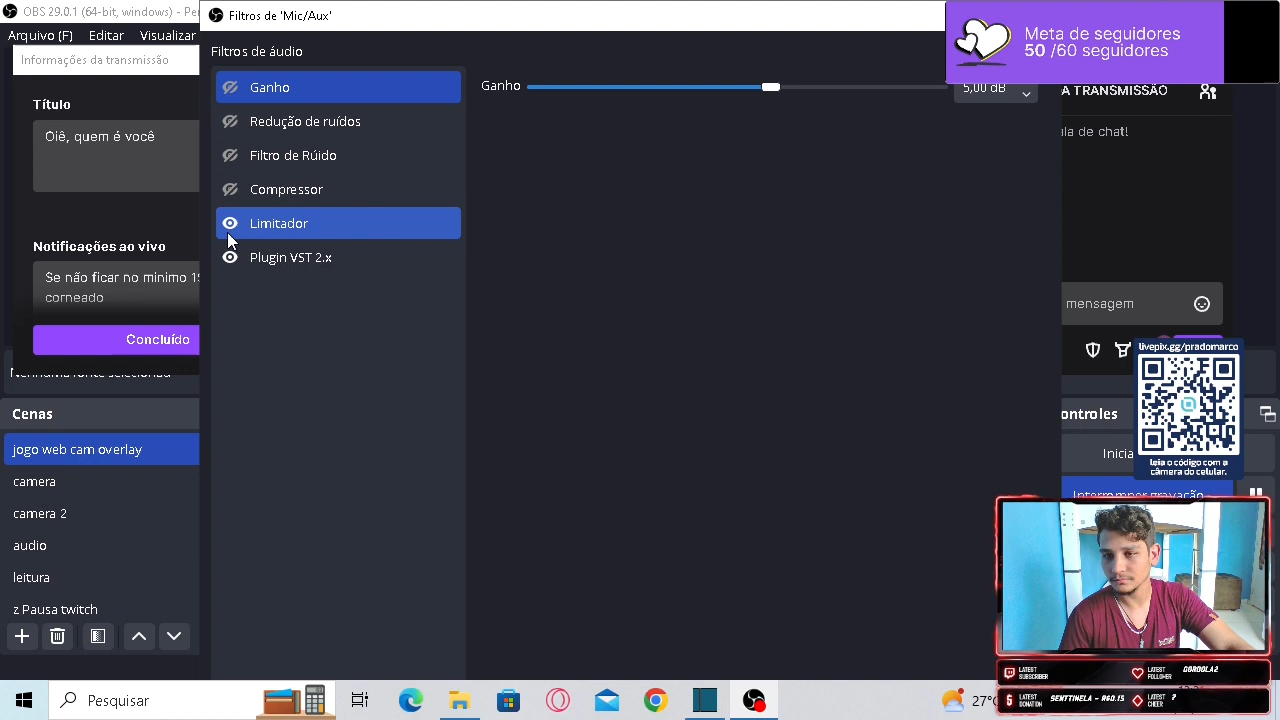 OBS 29.0.1 (64-bit, windows) - Per
Filtros de 'Mic/Aux'
Arquivo (F) Editar Visualizar
Informações da transmissão
Título
Oiê, quem é você
Notificações ao vivo
Se não ficar no minimo 1
corneado
Concluído
Nenhuma fonte selecionad
Cenas
jogo web cam overlay
camera
camera 2
audio
leitura
z Pausa twitch
Filtros de áudio
Ganho
Redução de ruídos
Filtro de Rúido
Compressor
Limitador
Plugin VST 2.x
Ganho
5,00 dB
Meta de seguidores
50 /60 seguidores
A TRANSMISSÃO
ala de chat!
mensagem
livepix.gg/pradomarco
leia o código com a
câmera do celular.
ontroles
Inicia
Interromper gravação
LATEST
SUBSCRIBER
LATEST
FOLLOWER
GORDOLA2
LATEST
DONATION
SENTTINELA - R$0.15
LATEST
CHEER
?
Pesquisar
27°